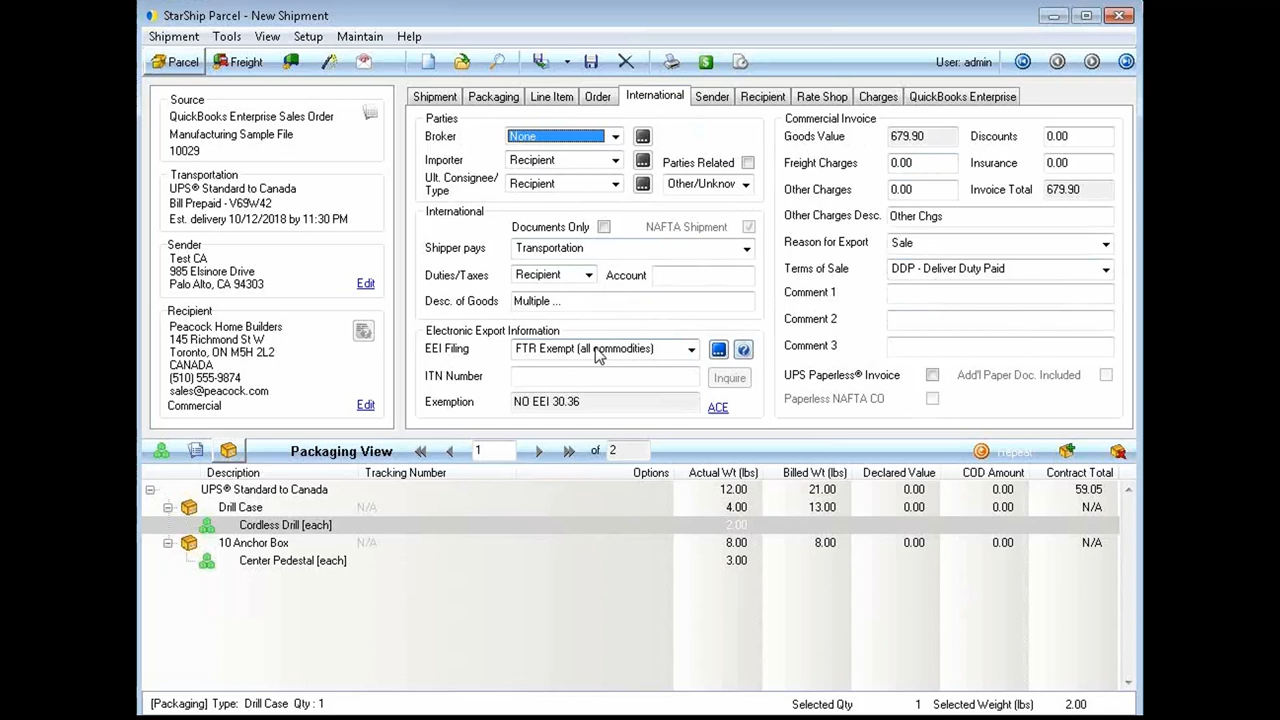 StarShip Parcel - New Shipment
Shipment Tools View Setup Maintain Help
Parcel Freight User: admin
Source
QuickBooks Enterprise Sales Order
Manufacturing Sample File
10029
Transportation
UPS® Standard to Canada
Bill Prepaid - V69W42
Est. delivery 10/12/2018 by 11:30 PM
Sender
Test CA
985 Elsinore Drive
Palo Alto, CA 94303 Edit
Recipient
Peacock Home Builders
145 Richmond St W
Toronto, ON M5H 2L2
CANADA
(510) 555-9874
sales@peacock.com
Commercial Edit
Shipment Packaging Line Item Order International Sender Recipient Rate Shop Charges QuickBooks Enterprise
Parties
Broker None
Importer Recipient Parties Related
Ult. Consignee/
Type Recipient Other/Unknov
International
Documents Only NAFTA Shipment
Shipper pays Transportation
Duties/Taxes Recipient Account
Desc. of Goods Multiple ...
Electronic Export Information
EEI Filing FTR Exempt (all commodities)
ITN Number Inquire
Exemption NO EEI 30.36 ACE
Commercial Invoice
Goods Value 679.90 Discounts 0.00
Freight Charges 0.00 Insurance 0.00
Other Charges 0.00 Invoice Total 679.90
Other Charges Desc. Other Chgs
Reason for Export Sale
Terms of Sale DDP - Deliver Duty Paid
Comment 1
Comment 2
Comment 3
UPS Paperless® Invoice Add'l Paper Doc. Included
Paperless NAFTA CO
Packaging View 1 of 2 repeat
Description Tracking Number Options Actual Wt (lbs) Billed Wt (lbs) Declared Value COD Amount Contract Total
UPS® Standard to Canada 12.00 21.00 0.00 0.00 59.05
Drill Case N/A 4.00 13.00 0.00 0.00 N/A
Cordless Drill [each] 2.00
10 Anchor Box N/A 8.00 8.00 0.00 0.00 N/A
Center Pedestal [each] 3.00
[Packaging] Type: Drill Case Qty : 1 Selected Qty 1 Selected Weight (lbs) 2.00